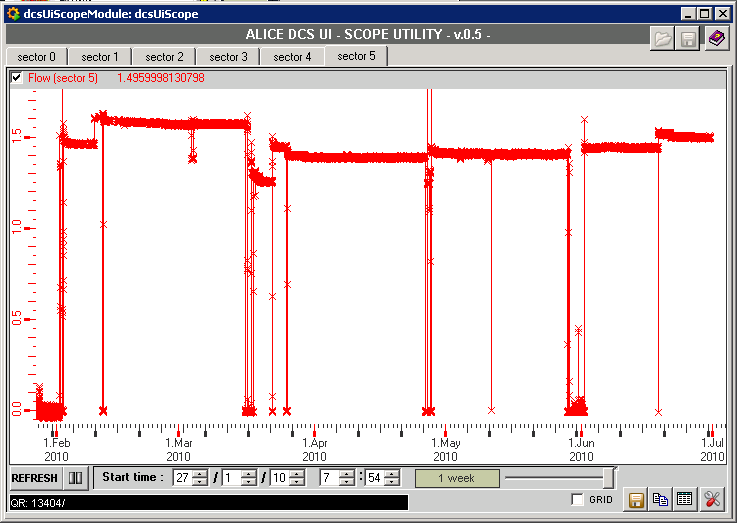 dcsUiScopeModule: dcsUiScope
ALICE DCS UI - SCOPE UTILITY - v.0.5 -
sector 0 sector 1 sector 2 sector 3 sector 4 sector 5
Flow (sector 5) 1.4959998130798
1.5
1.0
0.5
0.0
1.Feb 1.Mar 1.Apr 1.May 1.Jun 1.Jul
2010 2010 2010 2010 2010 2010
REFRESH Start time : 27 / 1 / 10 7 : 54 1 week
QR: 13404/ GRID